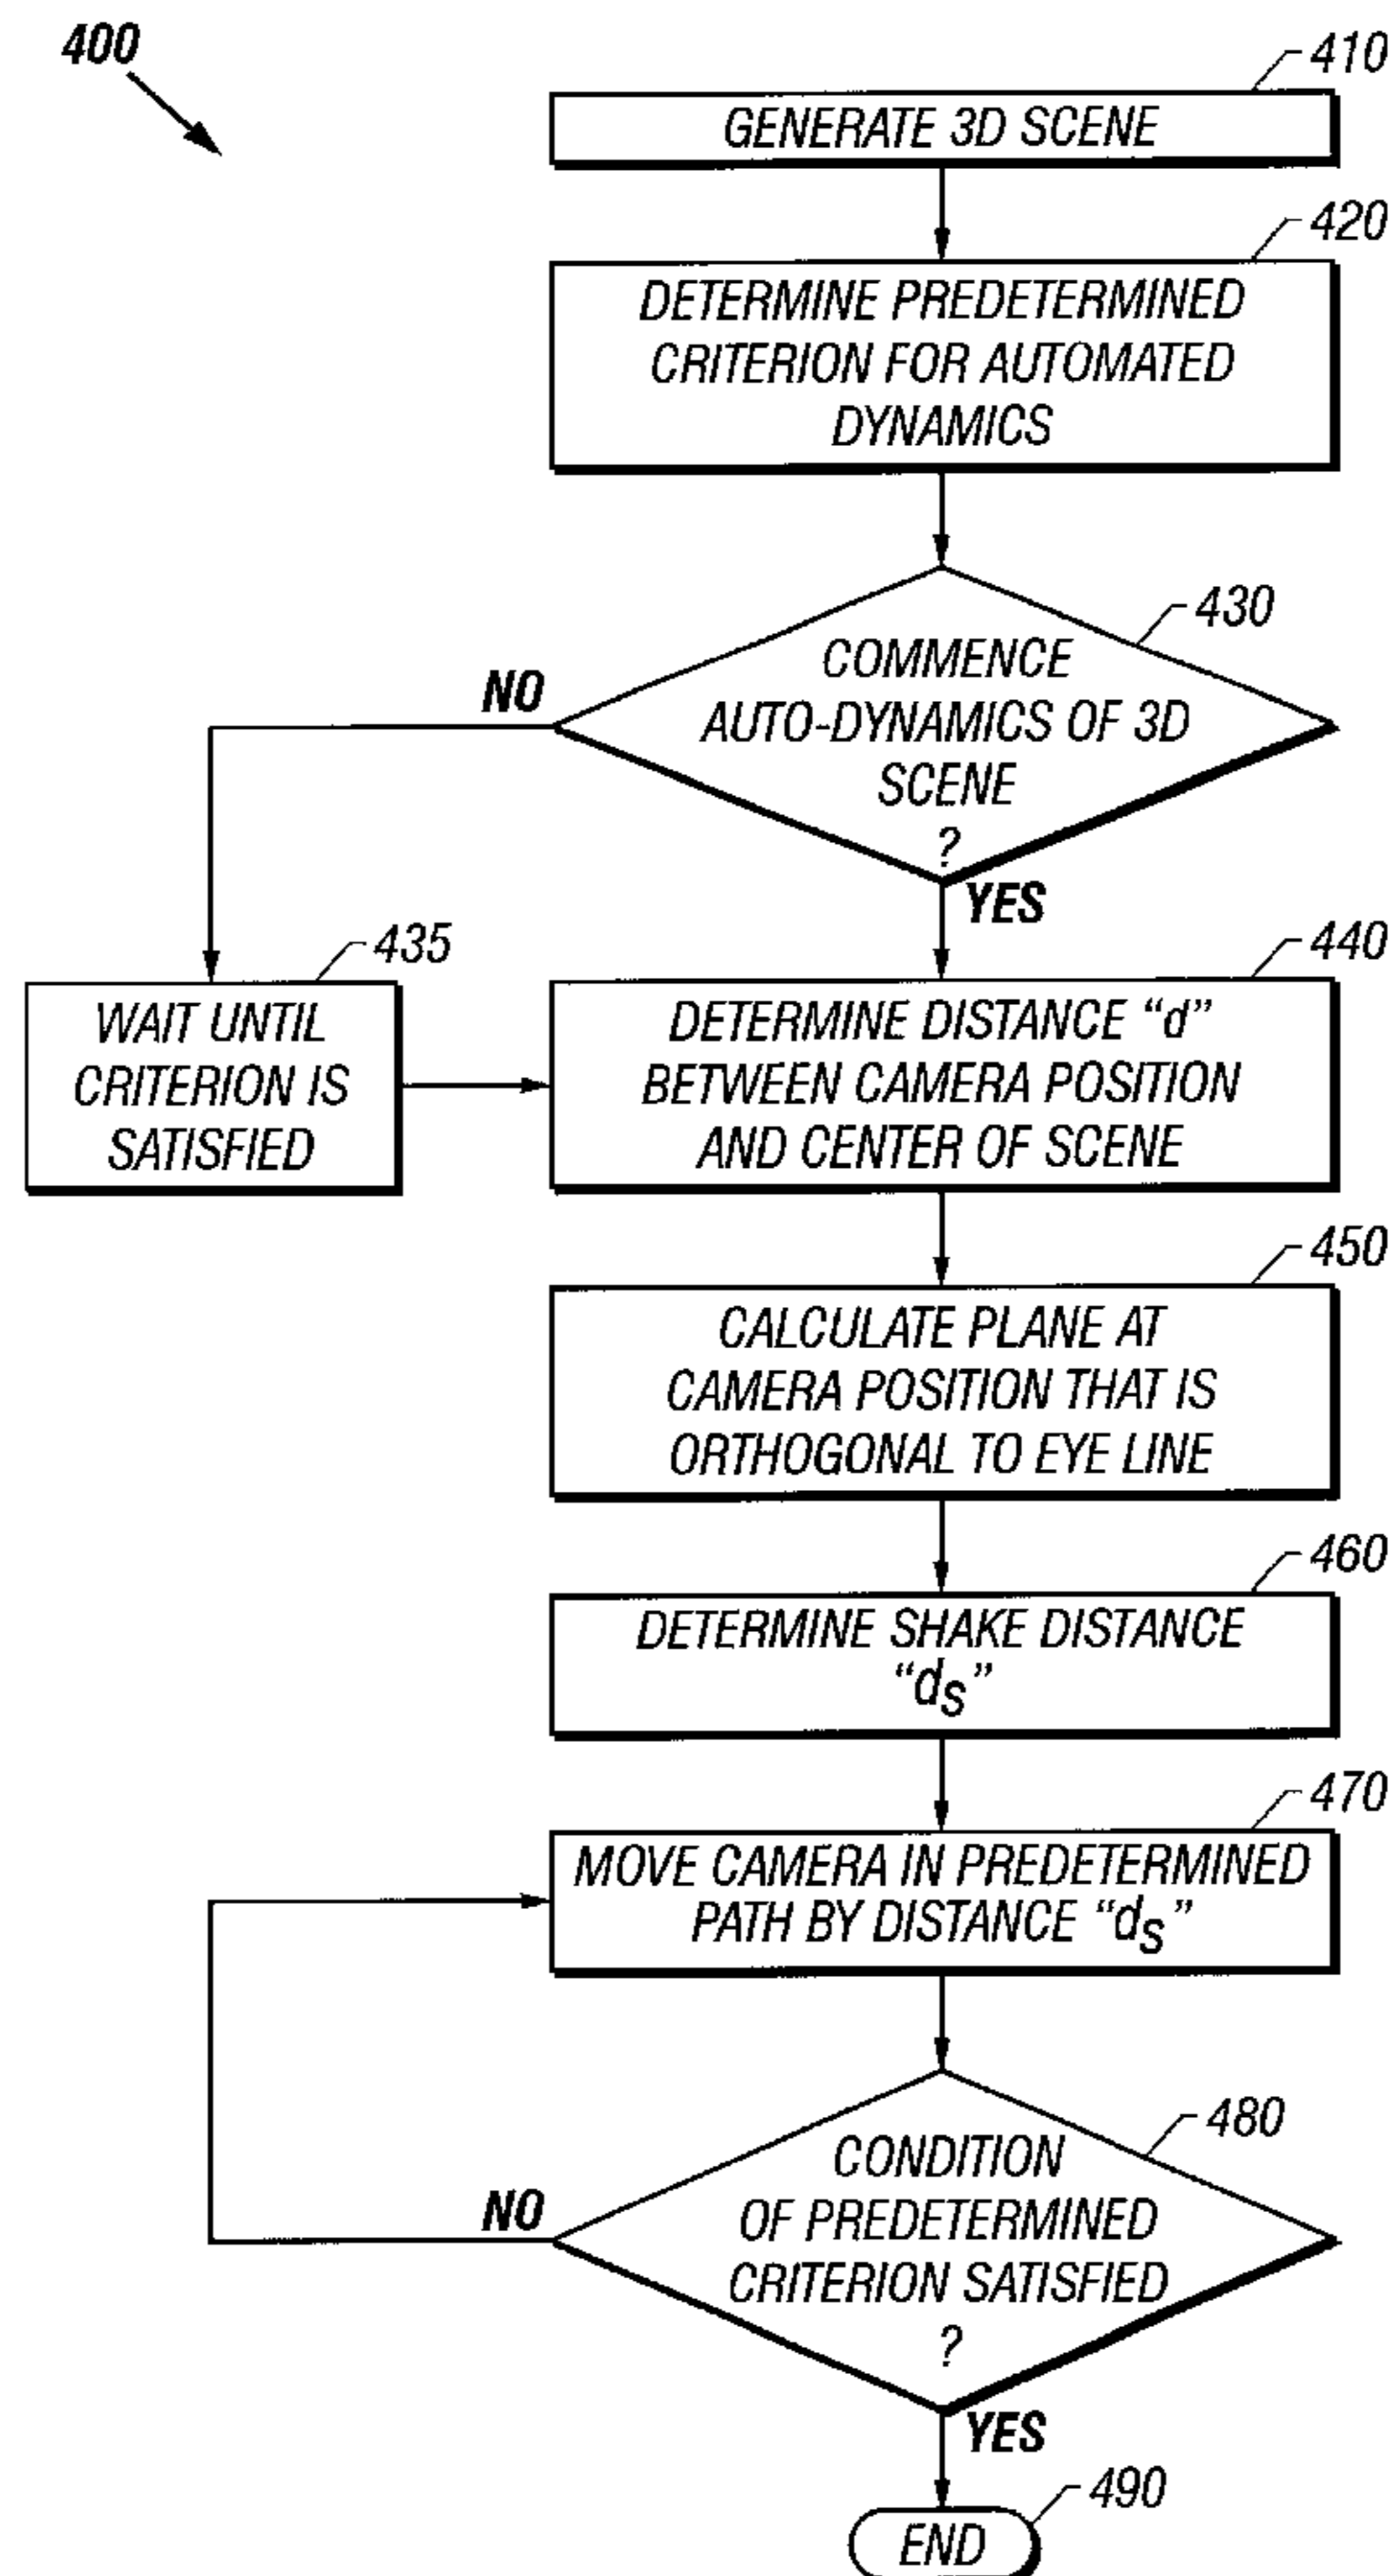 400
410
GENERATE 3D SCENE
420
DETERMINE PREDETERMINED
CRITERION FOR AUTOMATED
DYNAMICS
430
COMMENCE
AUTO-DYNAMICS OF 3D
SCENE
?
NO
YES
435
WAIT UNTIL
CRITERION IS
SATISFIED
440
DETERMINE DISTANCE “d”
BETWEEN CAMERA POSITION
AND CENTER OF SCENE
450
CALCULATE PLANE AT
CAMERA POSITION THAT IS
ORTHOGONAL TO EYE LINE
460
DETERMINE SHAKE DISTANCE
“dS”
470
MOVE CAMERA IN PREDETERMINED
PATH BY DISTANCE “dS”
480
CONDITION
OF PREDETERMINED
CRITERION SATISFIED
?
NO
YES
490
END